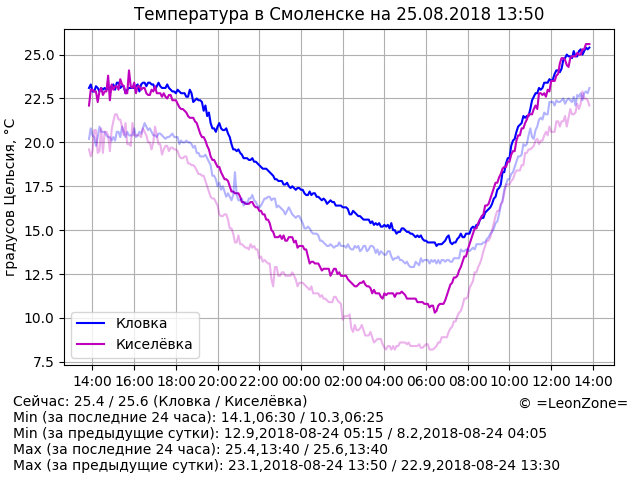 Температура в Смоленске на 25.08.2018 13:50
градусов Цельсия, °C
25.0
22.5
20.0
17.5
15.0
12.5
10.0
7.5
Кловка
Киселёвка
14:00 16:00 18:00 20:00 22:00 00:00 02:00 04:00 06:00 08:00 10:00 12:00 14:00
Сейчас: 25.4 / 25.6 (Кловка / Киселёвка)
© =LeonZone=
Min (за последние 24 часа): 14.1,06:30 / 10.3,06:25
Min (за предыдущие сутки): 12.9,2018-08-24 05:15 / 8.2,2018-08-24 04:05
Max (за последние 24 часа): 25.4,13:40 / 25.6,13:40
Max (за предыдущие сутки): 23.1,2018-08-24 13:50 / 22.9,2018-08-24 13:30